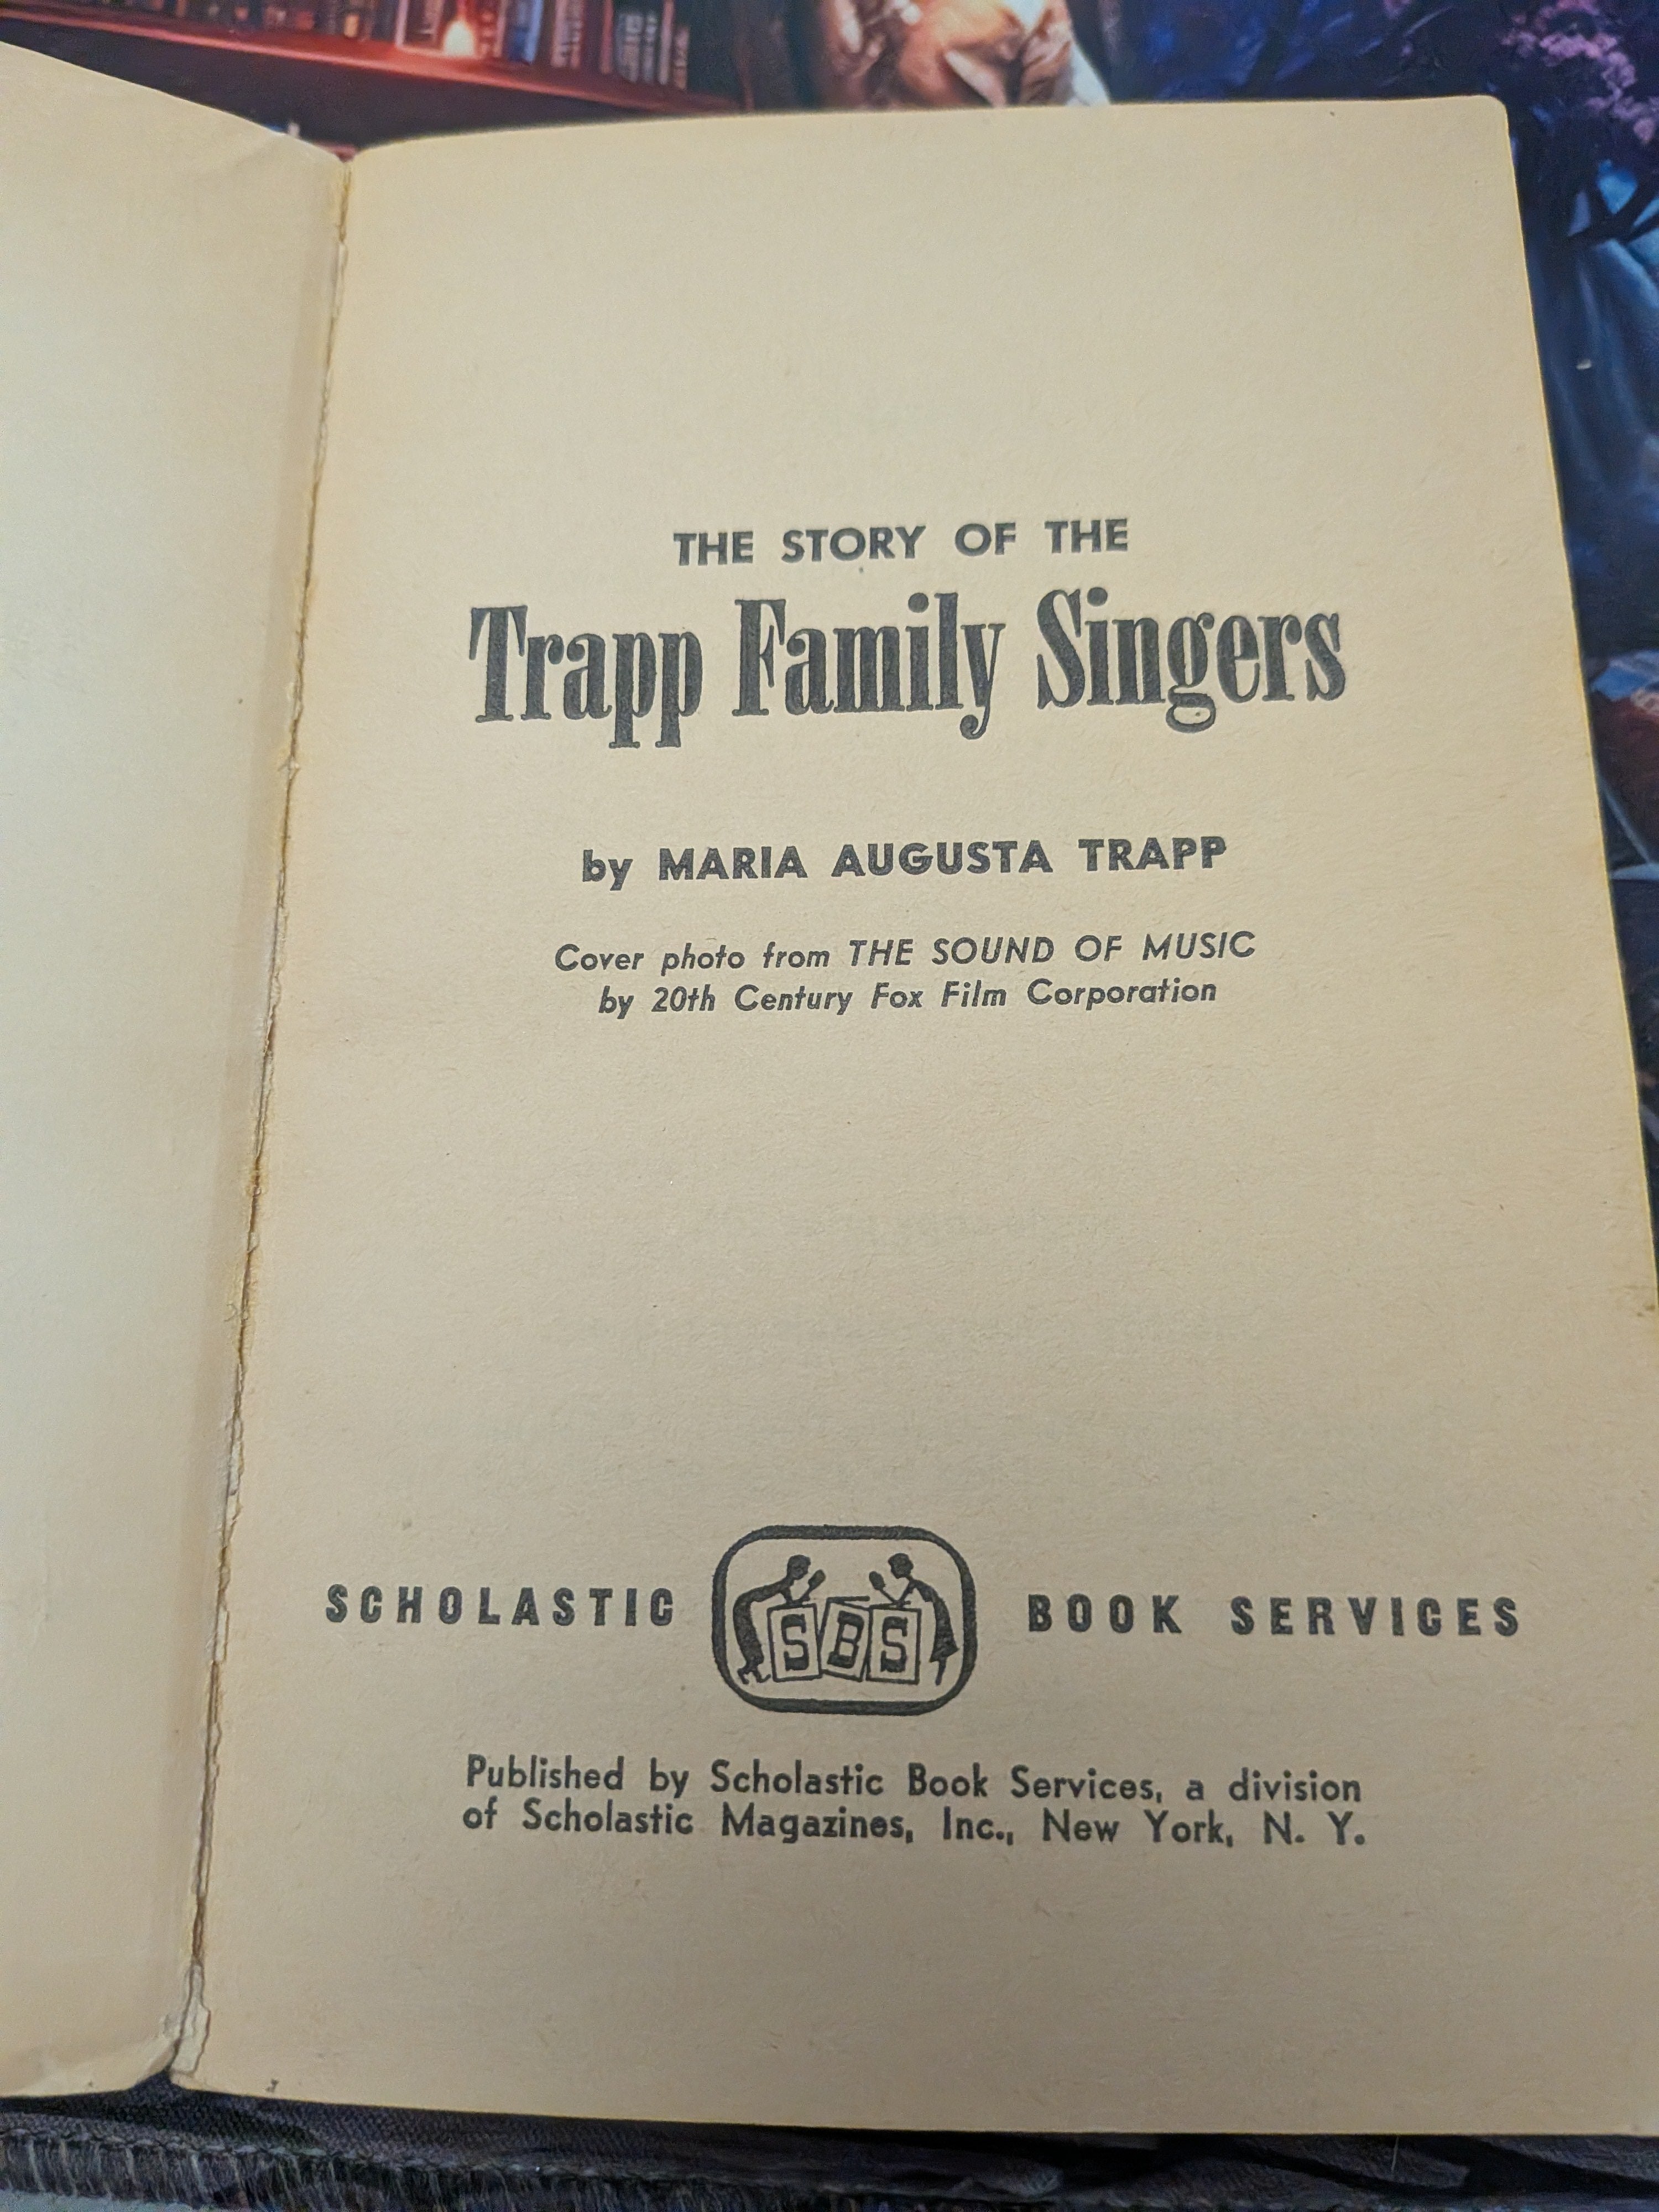 THE STORY OF THE
Trapp Family Singers
by MARIA AUGUSTA TRAPP
Cover photo from THE SOUND OF MUSIC
by 20th Century Fox Film Corporation
SCHOLASTIC SBS BOOK SERVICES
Published by Scholastic Book Services, a division
of Scholastic Magazines, Inc., New York, N. Y.